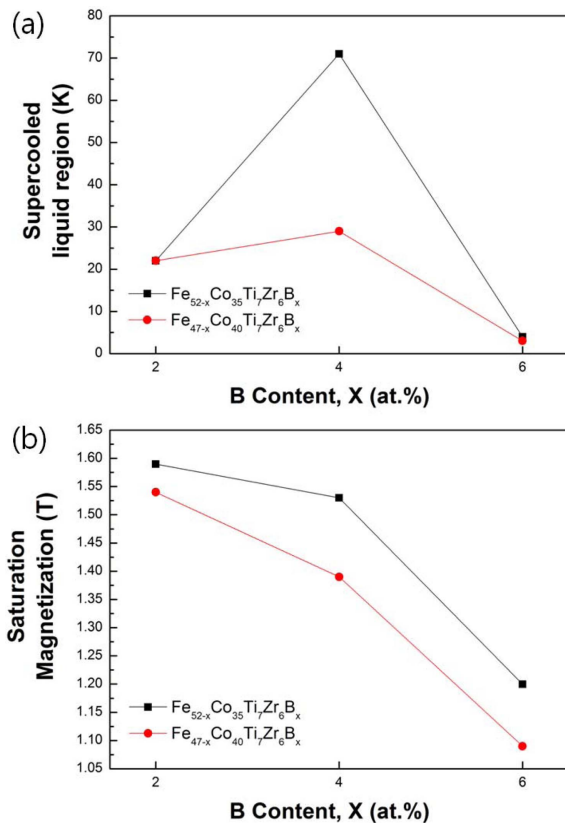 (a)
80
70
60
50
40
30
20
10
0
Supercooled
liquid region (K)
Fe52-xCo35Ti7Zr6Bx
Fe47-xCo40Ti7Zr6Bx
2 4 6
B Content, X (at.%)
(b)
1.65
1.60
1.55
1.50
1.45
1.40
1.35
1.30
1.25
1.20
1.15
1.10
1.05
Saturation
Magnetization (T)
Fe52-xCo35Ti7Zr6Bx
Fe47-xCo40Ti7Zr6Bx
2 4 6
B Content, X (at.%)